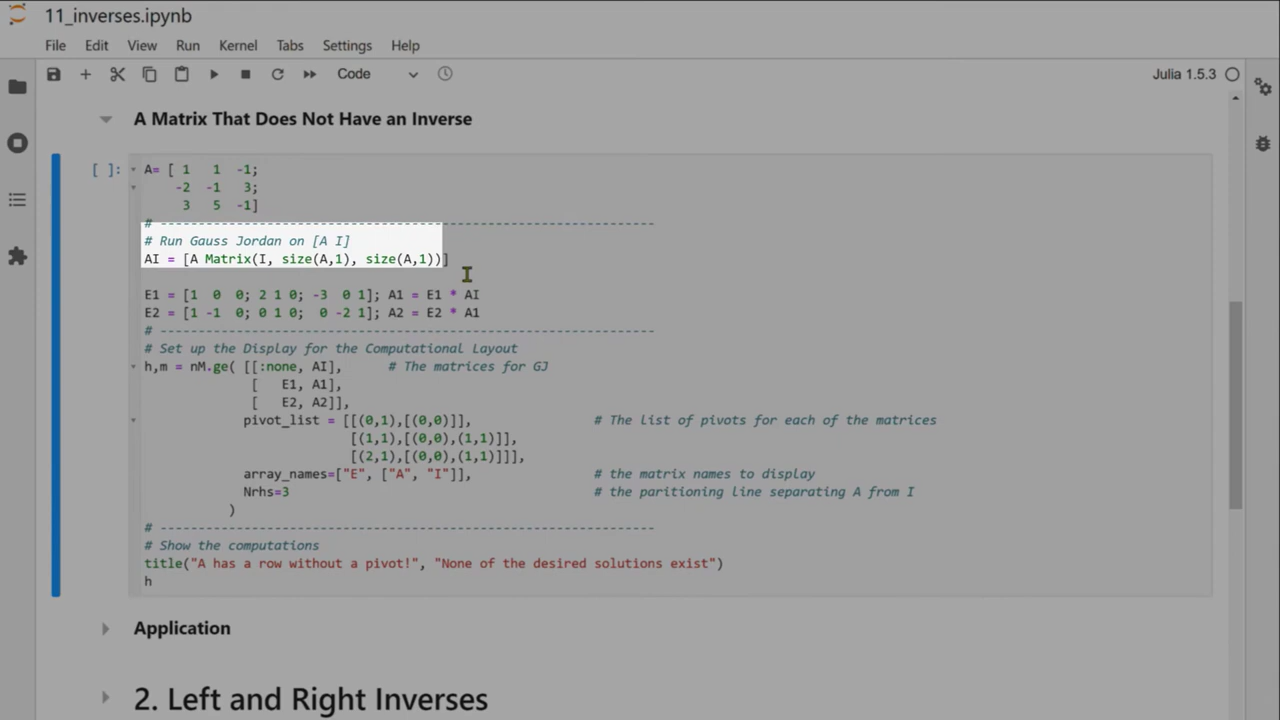 11_inverses.ipynb
File Edit View Run Kernel Tabs Settings Help
Code Julia 1.5.3
A Matrix That Does Not Have an Inverse
[ ]: A= [ 1 1 -1;
-2 -1 3;
3 5 -1]
# ------------------------------------------------------------------
# Run Gauss Jordan on [A I]
AI = [A Matrix(I, size(A,1), size(A,1))]
E1 = [1 0 0; 2 1 0; -3 0 1]; A1 = E1 * AI
E2 = [1 -1 0; 0 1 0; 0 -2 1]; A2 = E2 * A1
# ------------------------------------------------------------------
# Set up the Display for the Computational Layout
h,m = nM.ge( [[:none, AI], # The matrices for GJ
[ E1, A1],
[ E2, A2]],
pivot_list = [[(0,1),[(0,0)]], # The list of pivots for each of the matrices
[(1,1),[(0,0),(1,1)]],
[(2,1),[(0,0),(1,1)]]],
array_names=["E", ["A", "I"]], # the matrix names to display
Nrhs=3 # the paritioning line separating A from I
)
# ------------------------------------------------------------------
# Show the computations
title("A has a row without a pivot!", "None of the desired solutions exist")
h
Application
2. Left and Right Inverses